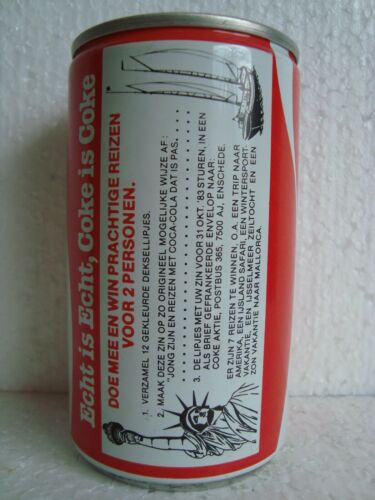 Echt is Echt, Coke is Coke
DOE MEE EN WIN PRACHTIGE REIZEN
VOOR 2 PERSONEN.
1. VERZAMEL 12 GEKLEURDE DEKSELLIPJES.
2. MAAK DEZE ZIN OP ZO ORIGINEEL MOGELIJKE WIJZE AF:
"JONG ZIJN EN REIZEN MET COCA-COLA DAT IS PAS. . . . .
3. DE LIPJES MET UW ZIN VOOR 31 OKT. '83 STUREN, IN EEN
ALS BRIEF GEFRANKEERDE ENVELOP NAAR:
COKE AKTIE, POSTBUS 365, 7500 AJ, ENSCHEDE.
ER ZIJN 7 REIZEN TE WINNEN, O.A. EEN TRIP NAAR
AMERIKA, EEN IJSLAND SAFARI, EEN WINTERSPORT-
VAKANTIE, EEN IJSSELMEER ZEILTOCHT EN EEN
ZON VAKANTIE NAAR MALLORCA.